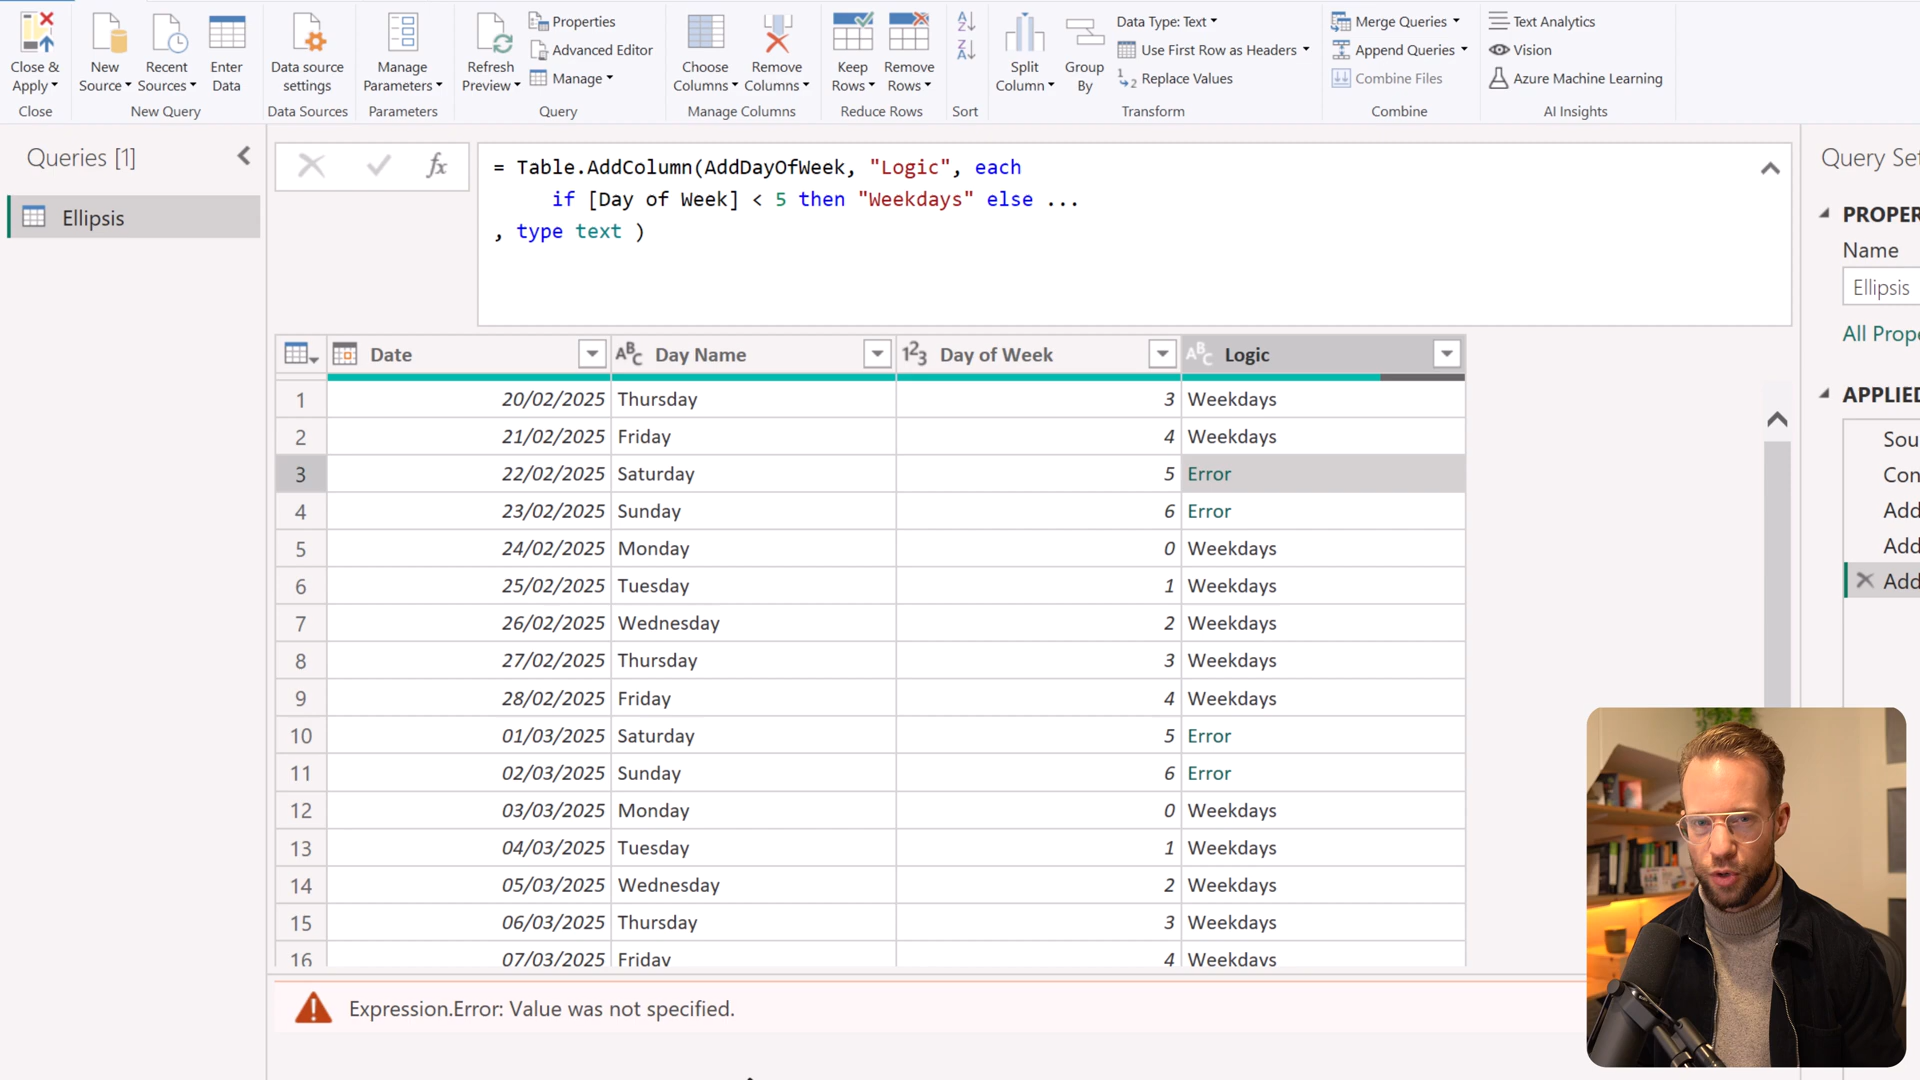 Close & Apply
New Source
Recent Sources
Enter Data
Data source settings
Manage Parameters
Refresh Preview
Properties
Advanced Editor
Manage
Choose Columns
Remove Columns
Keep Rows
Remove Rows
Split Column
Group By
Data Type: Text
Use First Row as Headers
Replace Values
Merge Queries
Append Queries
Combine Files
Text Analytics
Vision
Azure Machine Learning
Close
New Query
Data Sources
Parameters
Query
Manage Columns
Reduce Rows
Sort
Transform
Combine
AI Insights
Queries [1]
Ellipsis
fx
= Table.AddColumn(AddDayOfWeek, "Logic", each
if [Day of Week] < 5 then "Weekdays" else ...
, type text )
Date Day Name Day of Week Logic
1 20/02/2025 Thursday 3 Weekdays
2 21/02/2025 Friday 4 Weekdays
3 22/02/2025 Saturday 5 Error
4 23/02/2025 Sunday 6 Error
5 24/02/2025 Monday 0 Weekdays
6 25/02/2025 Tuesday 1 Weekdays
7 26/02/2025 Wednesday 2 Weekdays
8 27/02/2025 Thursday 3 Weekdays
9 28/02/2025 Friday 4 Weekdays
10 01/03/2025 Saturday 5 Error
11 02/03/2025 Sunday 6 Error
12 03/03/2025 Monday 0 Weekdays
13 04/03/2025 Tuesday 1 Weekdays
14 05/03/2025 Wednesday 2 Weekdays
15 06/03/2025 Thursday 3 Weekdays
16 07/03/2025 Friday 4 Weekdays
Expression.Error: Value was not specified.
Query Set
PROPER
Name
Ellipsis
All Prope
APPLIED
Sou
Con
Add
Add
Add